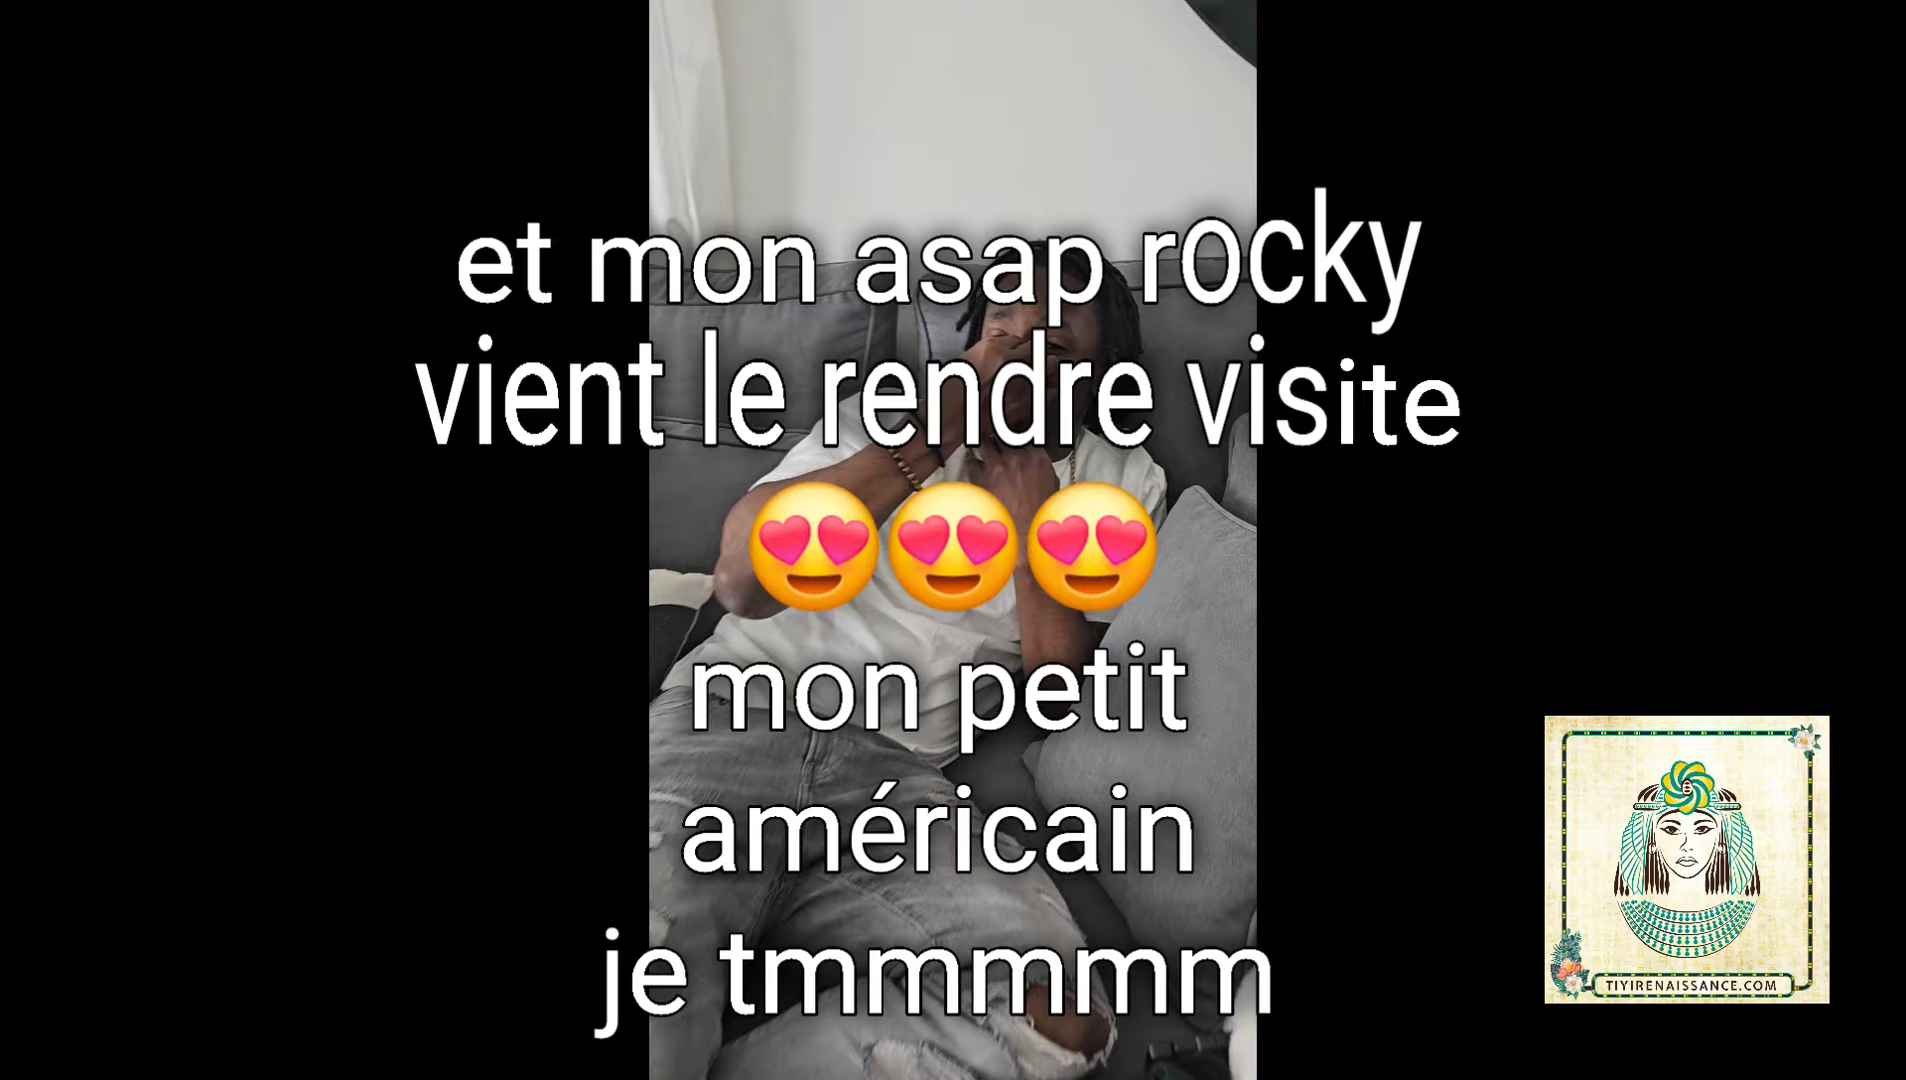 et mon asap rocky
vient le rendre visite
😍😍😍
mon petit
américain
je tmmmmm
TIYIRENAISSANCE.COM